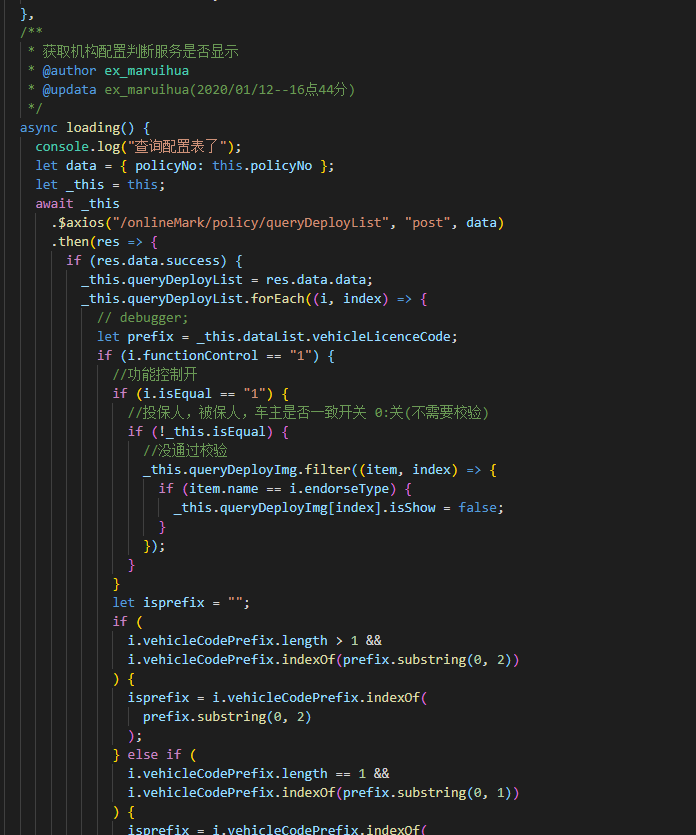 },
/**
 * 获取机构配置判断服务是否显示
 * @author ex_maruihua
 * @updata ex_maruihua(2020/01/12--16点44分)
 */
async loading() {
  console.log("查询配置表了");
  let data = { policyNo: this.policyNo };
  let _this = this;
  await _this
    .$axios("/onlineMark/policy/queryDeployList", "post", data)
    .then(res => {
      if (res.data.success) {
        _this.queryDeployList = res.data.data;
        _this.queryDeployList.forEach((i, index) => {
          // debugger;
          let prefix = _this.dataList.vehicleLicenceCode;
          if (i.functionControl == "1") {
            //功能控制开
            if (i.isEqual == "1") {
              //投保人，被保人，车主是否一致开关 0:关(不需要校验)
              if (!_this.isEqual) {
                //没通过校验
                _this.queryDeployImg.filter((item, index) => {
                  if (item.name == i.endorseType) {
                    _this.queryDeployImg[index].isShow = false;
                  }
                });
              }
            }
            let isprefix = "";
            if (
              i.vehicleCodePrefix.length > 1 &&
              i.vehicleCodePrefix.indexOf(prefix.substring(0, 2))
            ) {
              isprefix = i.vehicleCodePrefix.indexOf(
                prefix.substring(0, 2)
              );
            } else if (
              i.vehicleCodePrefix.length == 1 &&
              i.vehicleCodePrefix.indexOf(prefix.substring(0, 1))
            ) {
              isprefix = i.vehicleCodePrefix.indexOf(